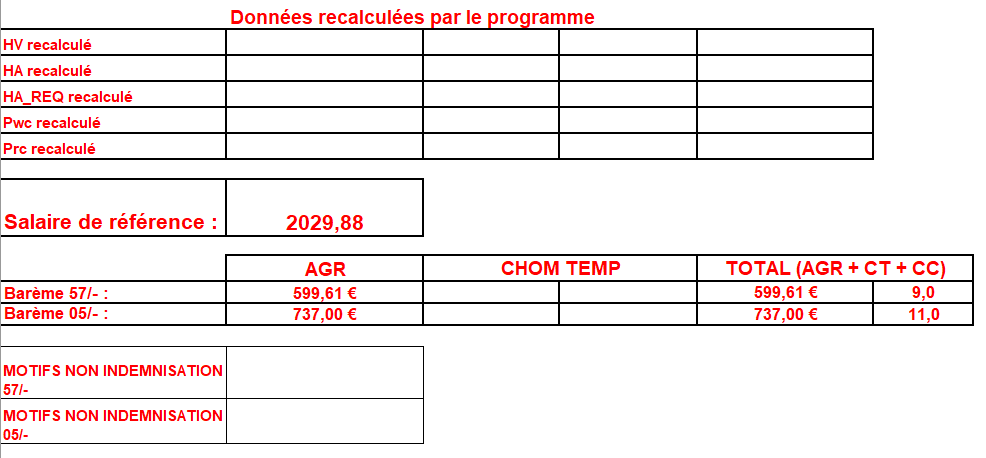 Données recalculées par le programme
HV recalculé
HA recalculé
HA_REQ recalculé
Pwc recalculé
Prc recalculé
Salaire de référence : 2029,88
AGR CHOM TEMP TOTAL (AGR + CT + CC)
Barème 57/- : 599,61 € 599,61 € 9,0
Barème 05/- : 737,00 € 737,00 € 11,0
MOTIFS NON INDEMNISATION
57/-
MOTIFS NON INDEMNISATION
05/-